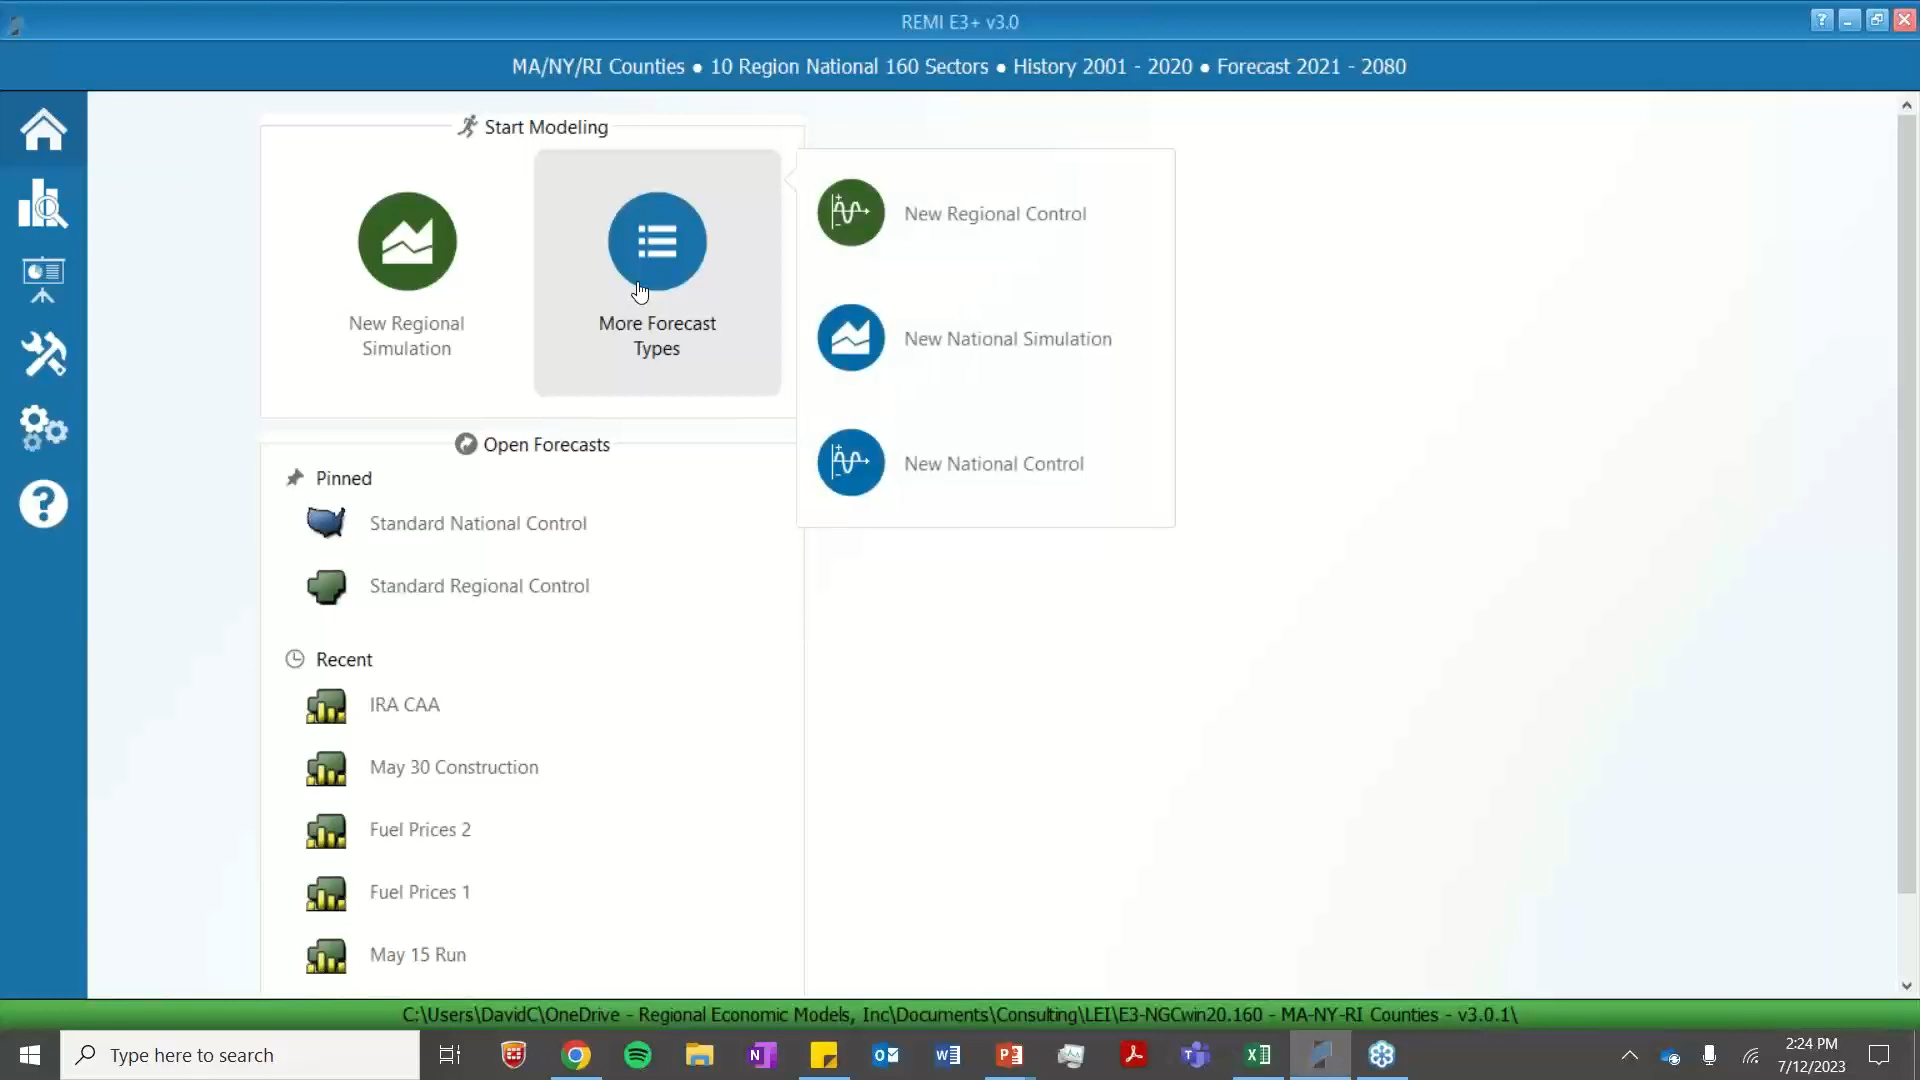 REMI E3+ v3.0
MA/NY/RI Counties ● 10 Region National 160 Sectors ● History 2001 - 2020 ● Forecast 2021 - 2080
Start Modeling
New Regional
Simulation
More Forecast
Types
New Regional Control
New National Simulation
New National Control
Open Forecasts
Pinned
Standard National Control
Standard Regional Control
Recent
IRA CAA
May 30 Construction
Fuel Prices 2
Fuel Prices 1
May 15 Run
C:\Users\DavidC\OneDrive - Regional Economic Models, Inc\Documents\Consulting\LEI\E3-NGCwin20.160 - MA-NY-RI Counties - v3.0.1\
Type here to search
2:24 PM
7/12/2023